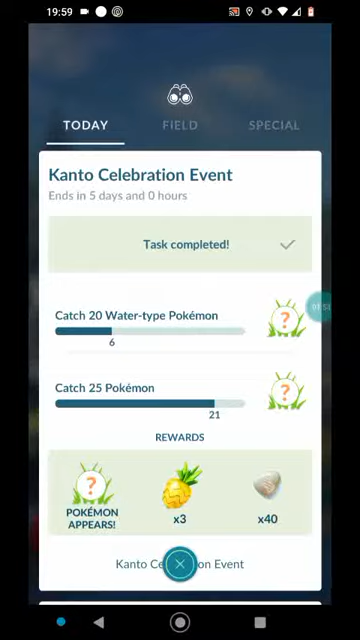 19:59
TODAY
FIELD
SPECIAL
Kanto Celebration Event
Ends in 5 days and 0 hours
Task completed!
Catch 20 Water-type Pokémon
6
Catch 25 Pokémon
21
REWARDS
POKÉMON
APPEARS!
x3
x40
Kanto Ce
n Event